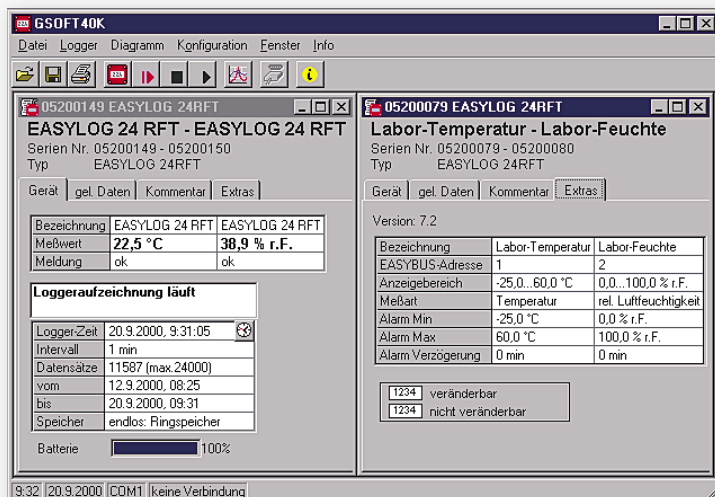 GSOFT40K
Datei Logger Diagramm Konfiguration Fenster Info
ZZA
05200149 EASYLOG 24RFT
EASYLOG 24 RFT - EASYLOG 24 RFT
Serien Nr. 05200149 - 05200150
Typ EASYLOG 24RFT
Gerät gel. Daten Kommentar Extras
Bezeichnung EASYLOG 24 RFT EASYLOG 24 RFT
Meßwert 22,5 °C 38,9 % r.F.
Meldung ok ok
Loggeraufzeichnung läuft
Logger-Zeit 20.9.2000, 9:31:05
Intervall 1 min
Datensätze 11587 (max.24000)
vom 12.9.2000, 08:25
bis 20.9.2000, 09:31
Speicher endlos: Ringspeicher
Batterie 100%
05200079 EASYLOG 24RFT
Labor-Temperatur - Labor-Feuchte
Serien Nr. 05200079 - 05200080
Typ EASYLOG 24RFT
Gerät gel. Daten Kommentar Extras
Version: 7.2
Bezeichnung Labor-Temperatur Labor-Feuchte
EASYBUS-Adresse 1 2
Anzeigebereich -25,0...60,0 °C 0,0...100,0 % r.F.
Meßart Temperatur rel. Luftfeuchtigkeit
Alarm Min -25,0 °C 0,0 % r.F.
Alarm Max 60,0 °C 100,0 % r.F.
Alarm Verzögerung 0 min 0 min
1234 veränderbar
1234 nicht veränderbar
9:32 20.9.2000 COM1 keine Verbindung